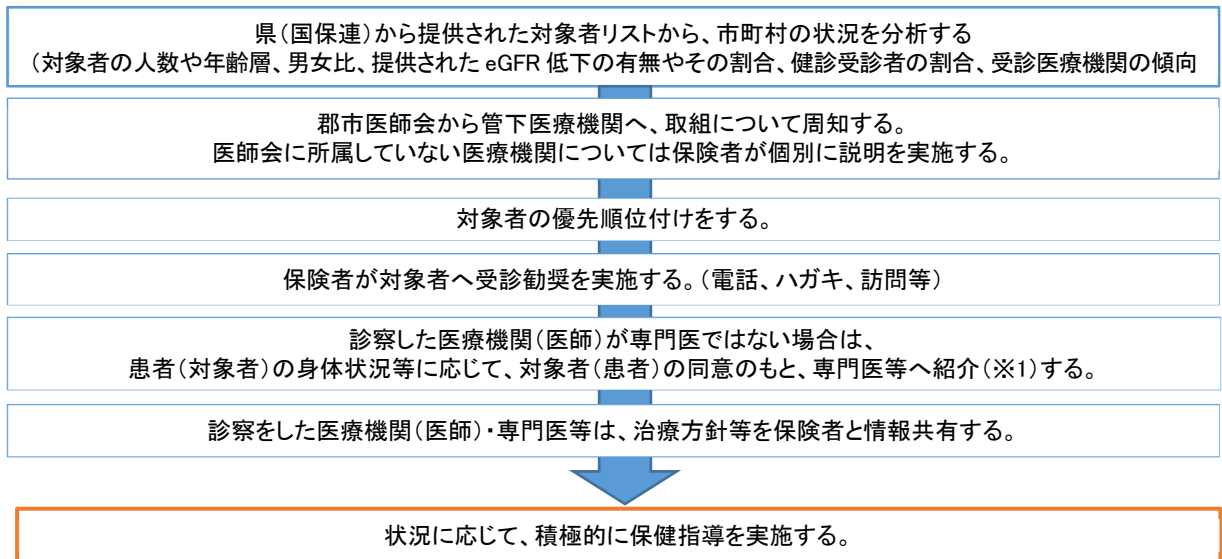 県(国保連)から提供された対象者リストから、市町村の状況を分析する
(対象者の人数や年齢層、男女比、提供された eGFR 低下の有無やその割合、健診受診者の割合、受診医療機関の傾向
郡市医師会から管下医療機関へ、取組について周知する。
医師会に所属していない医療機関については保険者が個別に説明を実施する。
対象者の優先順位付けをする。
保険者が対象者へ受診勧奨を実施する。(電話、ハガキ、訪問等)
診察した医療機関(医師)が専門医ではない場合は、
患者(対象者)の身体状況等に応じて、対象者(患者)の同意のもと、専門医等へ紹介(※1)する。
診察をした医療機関(医師)・専門医等は、治療方針等を保険者と情報共有する。
状況に応じて、積極的に保健指導を実施する。